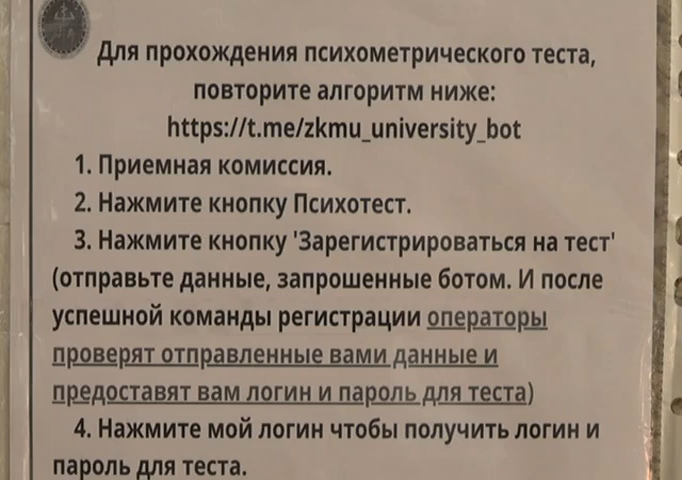 Для прохождения психометрического теста,
повторите алгоритм ниже:
https://t.me/zkmu_university_bot
1. Приемная комиссия.
2. Нажмите кнопку Психотест.
3. Нажмите кнопку 'Зарегистрироваться на тест'
(отправьте данные, запрошенные ботом. И после
успешной команды регистрации операторы
проверят отправленные вами данные и
предоставят вам логин и пароль для теста)
4. Нажмите мой логин чтобы получить логин и
пароль для теста.